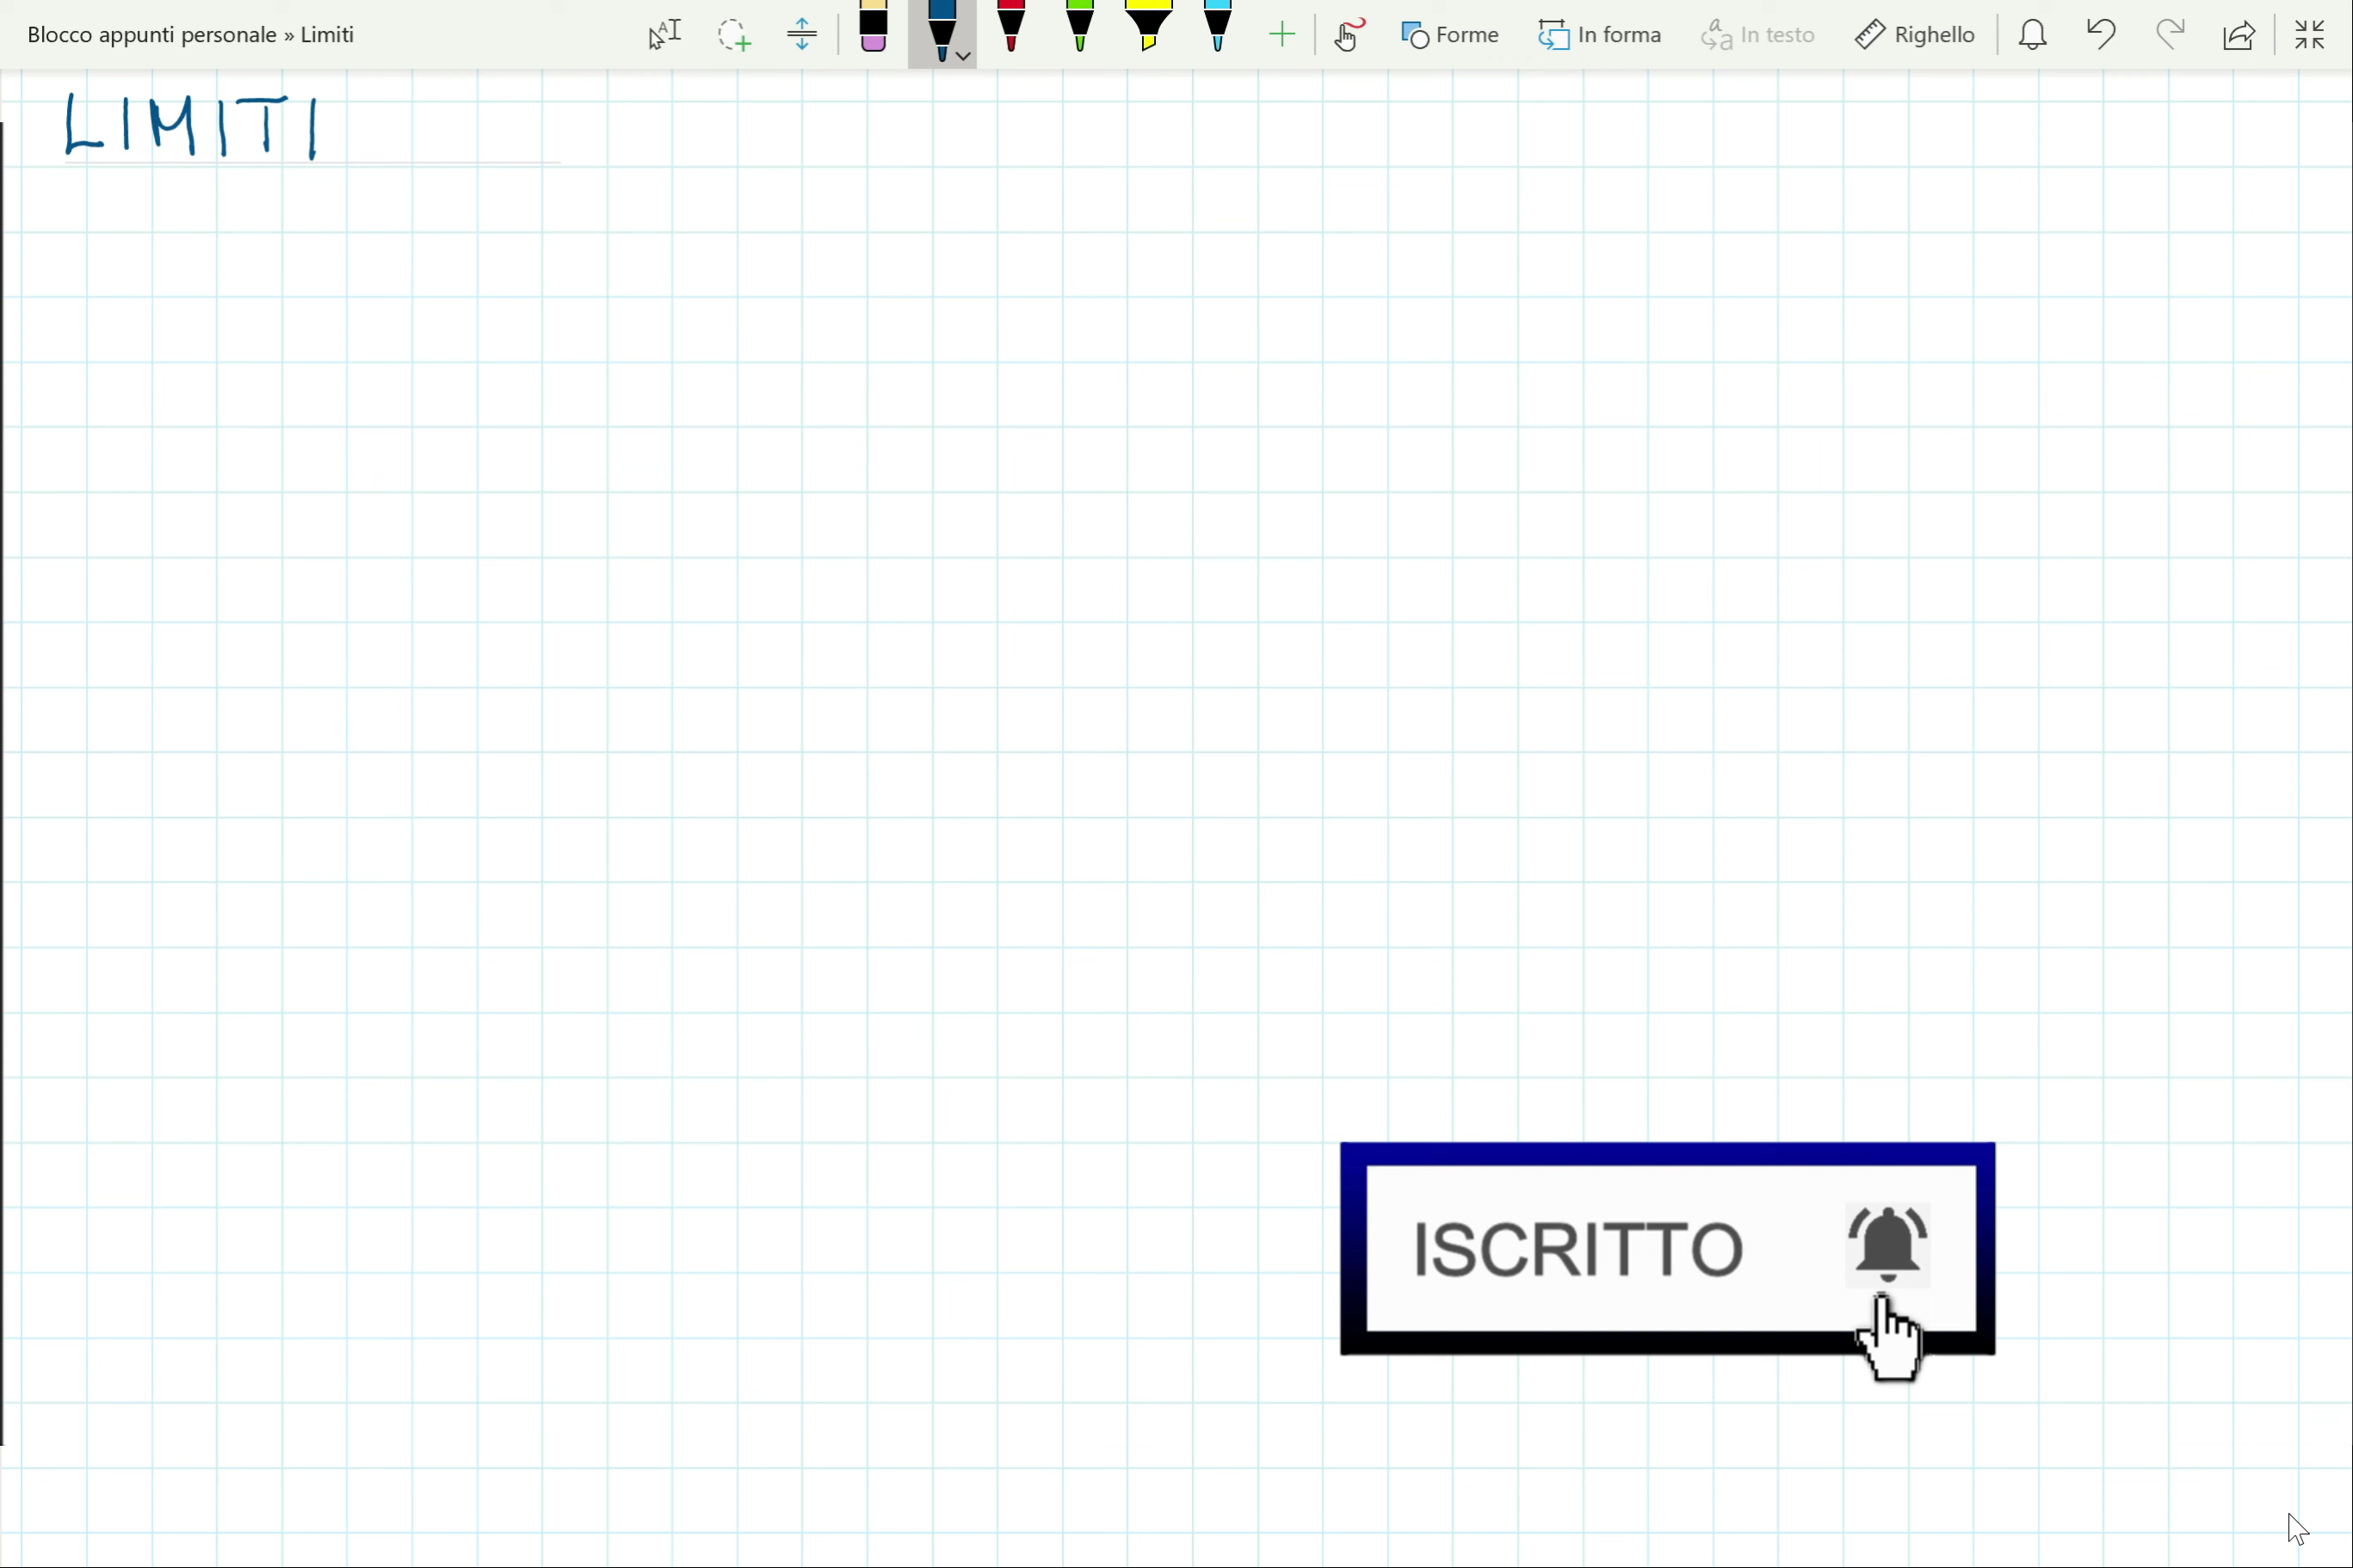 Blocco appunti personale » Limiti
Forme
In forma
In testo
Righello
LIMITI
ISCRITTO